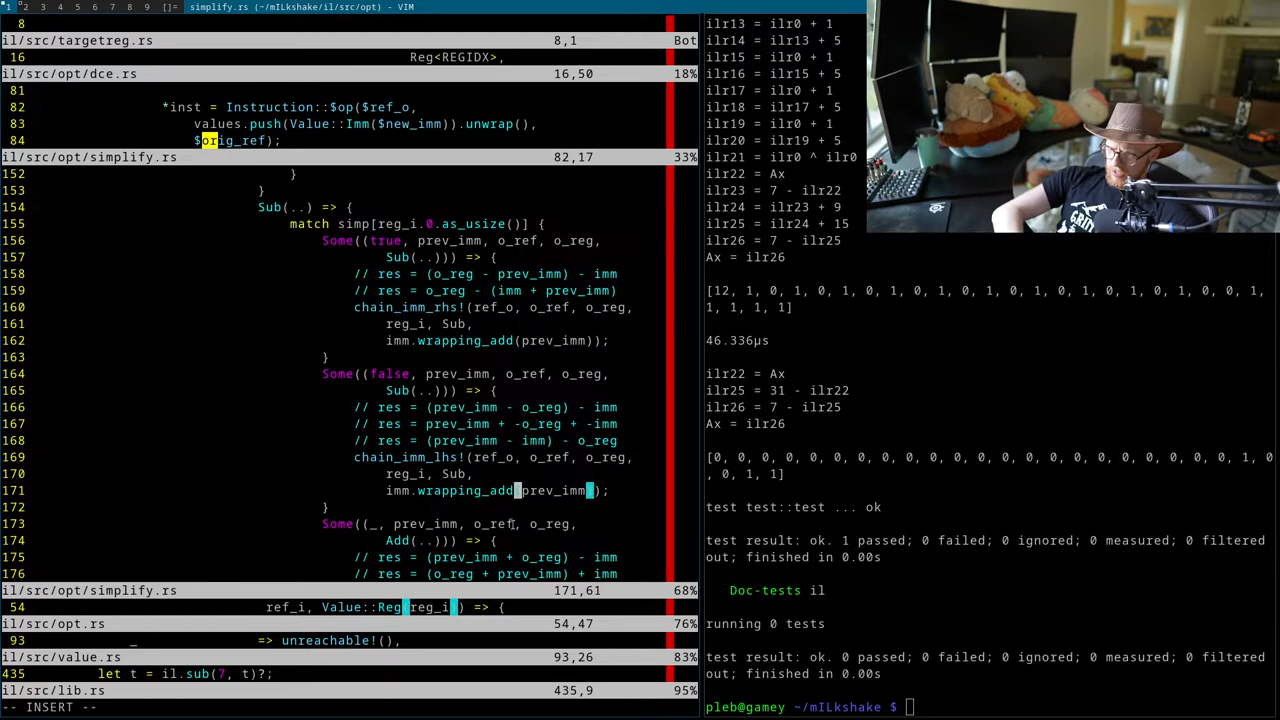 1 2 3 4 5 6 7 8 9 []= simplify.rs (~/mILkshake/il/src/opt) - VIM
8
il/src/targetreg.rs 8,1 Bot
16 Reg<REGIDX>,
il/src/opt/dce.rs 16,50 18%
81
82 *inst = Instruction::$op($ref_o,
83 values.push(Value::Imm($new_imm)).unwrap(),
84 $orig_ref);
il/src/opt/simplify.rs 82,17 33%
152 }
153 }
154 Sub(..) => {
155 match simp[reg_i.0.as_usize()] {
156 Some((true, prev_imm, o_ref, o_reg,
157 Sub(..))) => {
158 // res = (o_reg - prev_imm) - imm
159 // res = o_reg - (imm + prev_imm)
160 chain_imm_rhs!(ref_o, o_ref, o_reg,
161 reg_i, Sub,
162 imm.wrapping_add(prev_imm));
163 }
164 Some((false, prev_imm, o_ref, o_reg,
165 Sub(..))) => {
166 // res = (prev_imm - o_reg) - imm
167 // res = prev_imm + -o_reg + -imm
168 // res = (prev_imm - imm) - o_reg
169 chain_imm_lhs!(ref_o, o_ref, o_reg,
170 reg_i, Sub,
171 imm.wrapping_add(prev_imm));
172 }
173 Some((_, prev_imm, o_ref, o_reg,
174 Add(..))) => {
175 // res = (prev_imm + o_reg) - imm
176 // res = (o_reg + prev_imm) + imm
il/src/opt/simplify.rs 171,61 68%
54 ref_i, Value::Reg(reg_i)) => {
il/src/opt.rs 54,47 76%
93 _ => unreachable!(),
il/src/value.rs 93,26 83%
435 let t = il.sub(7, t)?;
il/src/lib.rs 435,9 95%
-- INSERT --
ilr13 = ilr0 + 1
ilr14 = ilr13 + 5
ilr15 = ilr0 + 1
ilr16 = ilr15 + 5
ilr17 = ilr0 + 1
ilr18 = ilr17 + 5
ilr19 = ilr0 + 1
ilr20 = ilr19 + 5
ilr21 = ilr0 ^ ilr0
ilr22 = Ax
ilr23 = 7 - ilr22
ilr24 = ilr23 + 9
ilr25 = ilr24 + 15
ilr26 = 7 - ilr25
Ax = ilr26
[12, 1, 0, 1, 0, 1, 0, 1, 0, 1, 0, 1, 0, 1, 0, 1, 0, 1, 0, 0, 1,
1, 1, 1, 1]
46.336µs
ilr22 = Ax
ilr25 = 31 - ilr22
ilr26 = 7 - ilr25
Ax = ilr26
[0, 0, 0, 0, 0, 0, 0, 0, 0, 0, 0, 0, 0, 0, 0, 0, 0, 0, 0, 0, 1, 0
, 0, 1, 1]
test test::test ... ok
test result: ok. 1 passed; 0 failed; 0 ignored; 0 measured; 0 filtered
out; finished in 0.00s
Doc-tests il
running 0 tests
test result: ok. 0 passed; 0 failed; 0 ignored; 0 measured; 0 filtered
out; finished in 0.00s
pleb@gamey ~/mILkshake $